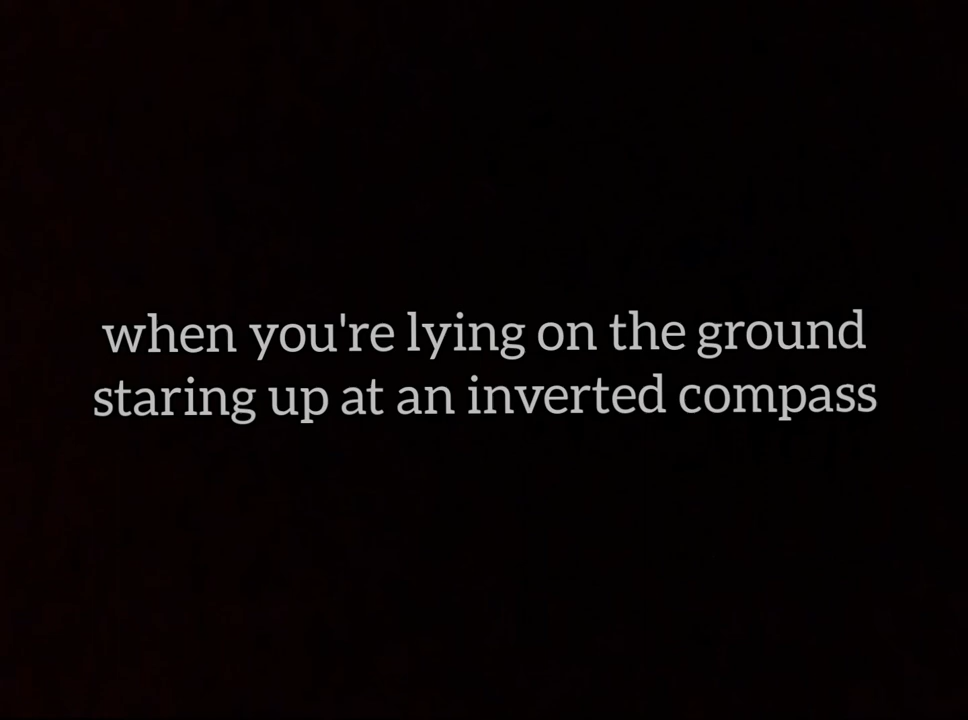 when you're lying on the ground
staring up at an inverted compass